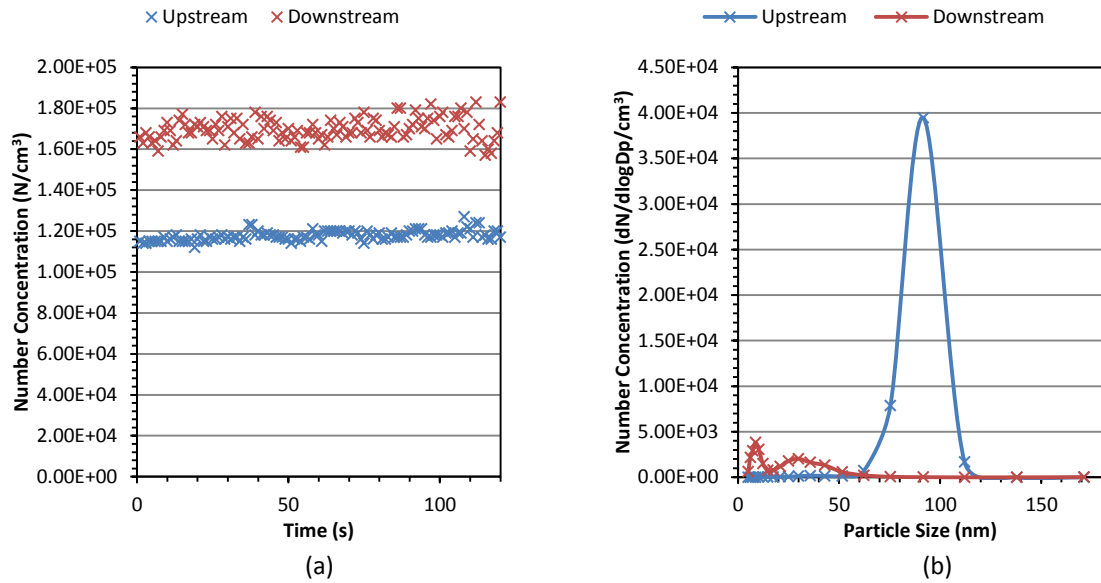 Upstream Downstream
Number Concentration (N/cm³)
2.00E+05
1.80E+05
1.60E+05
1.40E+05
1.20E+05
1.00E+05
8.00E+04
6.00E+04
4.00E+04
2.00E+04
0.00E+00
0 50 100
Time (s)
(a)
Upstream Downstream
Number Concentration (dN/dlogDp/cm³)
4.50E+04
4.00E+04
3.50E+04
3.00E+04
2.50E+04
2.00E+04
1.50E+04
1.00E+04
5.00E+03
0.00E+00
0 50 100 150
Particle Size (nm)
(b)